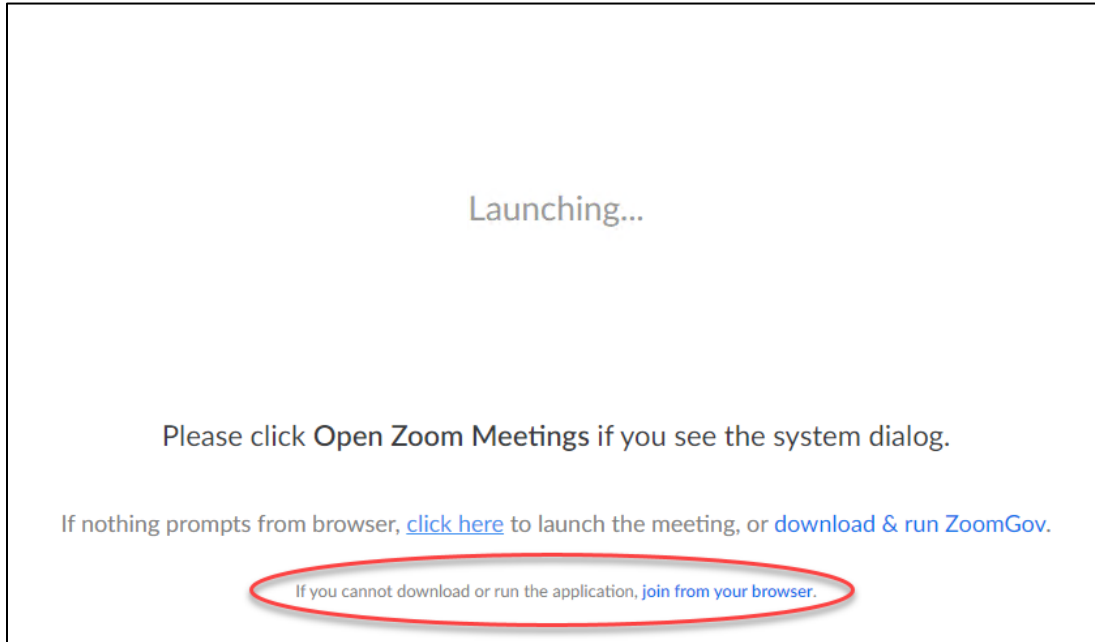 Launching...
Please click Open Zoom Meetings if you see the system dialog.
If nothing prompts from browser, click here to launch the meeting, or download & run ZoomGov.
If you cannot download or run the application, join from your browser.